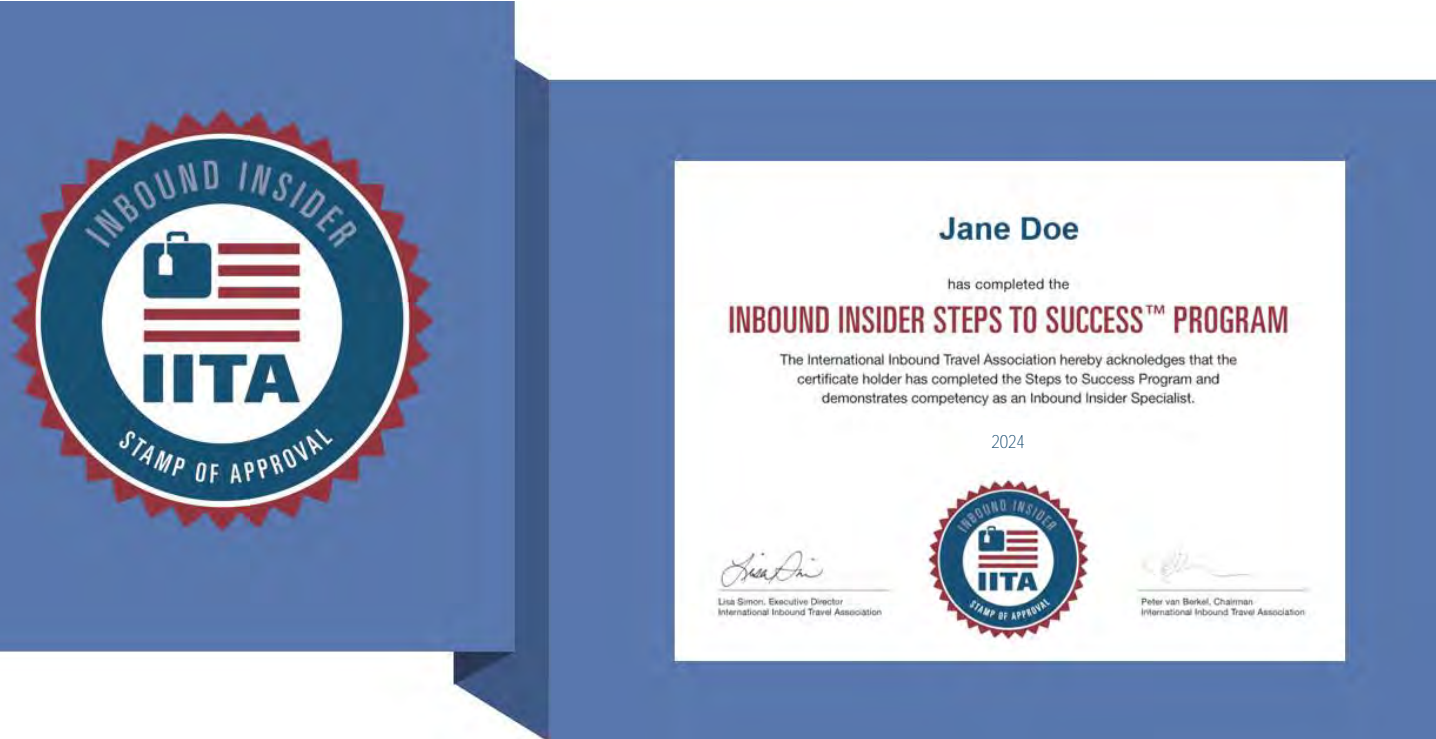 INBOUND INSIDER
IITA
STAMP OF APPROVAL
Jane Doe
has completed the
INBOUND INSIDER STEPS TO SUCCESS™ PROGRAM
The International Inbound Travel Association hereby acknoledges that the
certificate holder has completed the Steps to Success Program and
demonstrates competency as an Inbound Insider Specialist.
2024
INBOUND INSIDER
IITA
STAMP OF APPROVAL
Lisa Simon, Executive Director
International Inbound Travel Association
Peter van Berkel, Chairman
International Inbound Travel Association